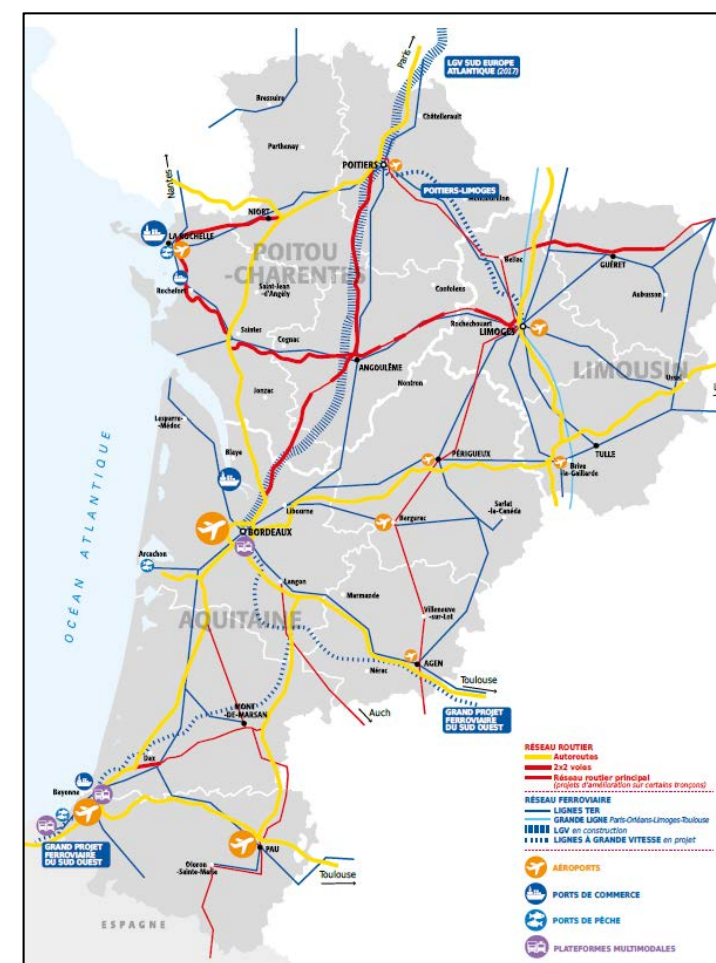 Paris
LGV SUD EUROPE
ATLANTIQUE (2017)
Bressuire
Châtellerault
Parthenay
POITIERS
Nantes
POITIERS-LIMOGES
NIORT
LA ROCHELLE
POITOU
-CHARENTES
Bellac
GUÉRET
Rochefort
Saint-Jean
-d'Angély
Confolens
Aubusson
Saintes
Cognac
Rochechouart
LIMOGES
ANGOULÊME
LIMOUSIN
Ussel
Jonzac
Nontron
Lesparre-
-Médoc
Blaye
PÉRIGUEUX
TULLE
Brive
-la-Gaillarde
Libourne
Sarlat
-la-Canéda
BORDEAUX
Bergerac
Arcachon
OCÉAN ATLANTIQUE
Langon
Marmande
AQUITAINE
Villeneuve
-sur-Lot
AGEN
Nérac
Toulouse
Auch
GRAND PROJET
FERROVIAIRE
DU SUD OUEST
MONT
-DE-MARSAN
Dax
Bayonne
GRAND PROJET
FERROVIAIRE
DU SUD OUEST
PAU
Oloron
-Sainte-Marie
Toulouse
ESPAGNE
RÉSEAU ROUTIER
Autoroutes
2x2 voies
Réseau routier principal
(projets d'amélioration sur certains tronçons)
RÉSEAU FERROVIAIRE
LIGNES TER
GRANDE LIGNE Paris-Orléans-Limoges-Toulouse
LGV en construction
LIGNES À GRANDE VITESSE en projet
AÉROPORTS
PORTS DE COMMERCE
PORTS DE PÊCHE
PLATEFORMES MULTIMODALES